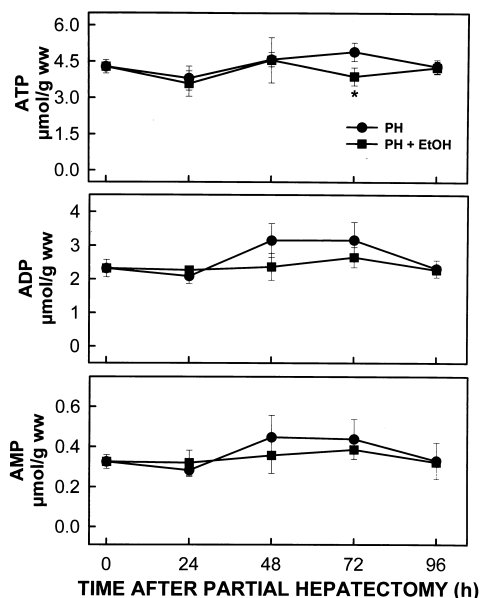 6.0
4.5
3.0
1.5
0.0
ATP
µmol/g ww
*
PH
PH + EtOH
4
3
2
1
0
ADP
µmol/g ww
0.6
0.4
0.2
0.0
AMP
µmol/g ww
0 24 48 72 96
TIME AFTER PARTIAL HEPATECTOMY (h)